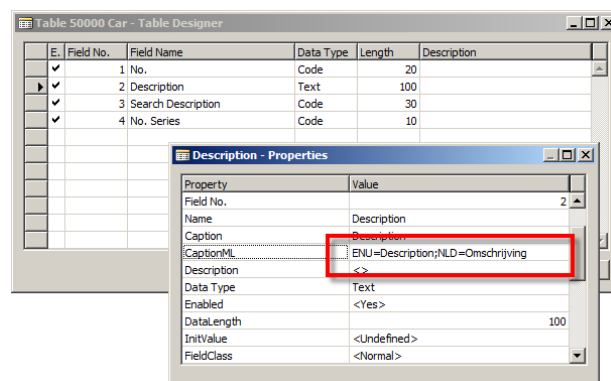 Table 50000 Car - Table Designer
E. Field No. Field Name Data Type Length Description
1 No. Code 20
2 Description Text 100
3 Search Description Code 30
4 No. Series Code 10
Description - Properties
Property Value
Field No. 2
Name Description
Caption Description
CaptionML ENU=Description;NLD=Omschrijving
Description <>
Data Type Text
Enabled <Yes>
DataLength 100
InitValue <Undefined>
FieldClass <Normal>